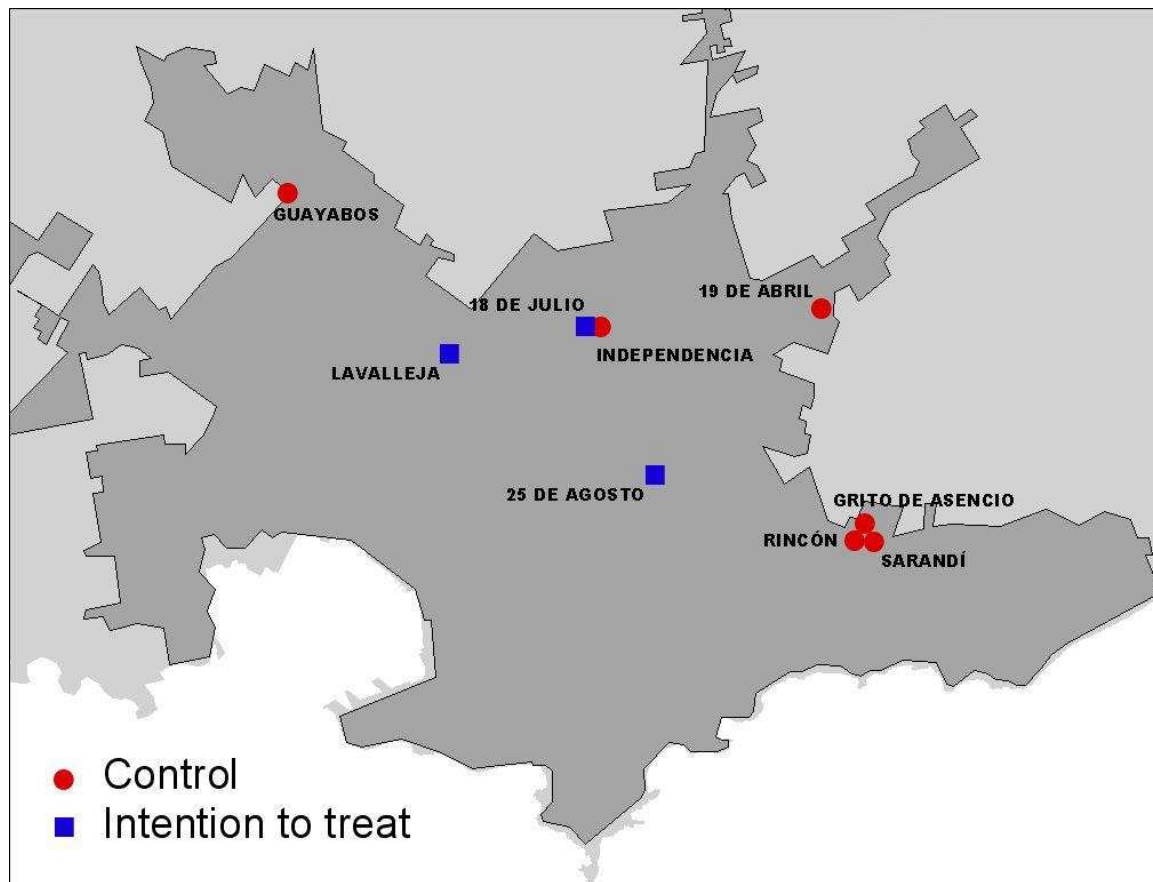 GUAYABOS
19 DE ABRIL
18 DE JULIO
INDEPENDENCIA
LAVALLEJA
25 DE AGOSTO
GRITO DE ASENCIO
RINCÓN
SARANDÍ
Control
Intention to treat